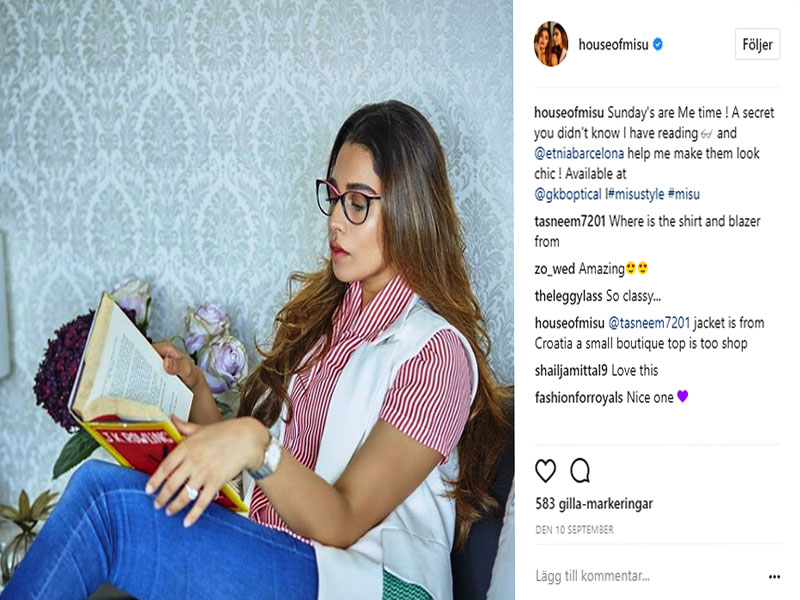 houseofmisu
Följer
houseofmisu Sunday's are Me time ! A secret
you didn't know I have reading👓 and
@etniabarcelona help me make them look
chic ! Available at
@gkboptical l#misustyle #misu
tasneem7201 Where is the shirt and blazer
from
zo_wed Amazing😍😍
theleggylass So classy...
houseofmisu @tasneem7201 jacket is from
Croatia a small boutique top is too shop
shailjamittal9 Love this
fashionforroyals Nice one 💜
583 gilla-markeringar
DEN 10 SEPTEMBER
Lägg till kommentar...
J.K.ROWLING